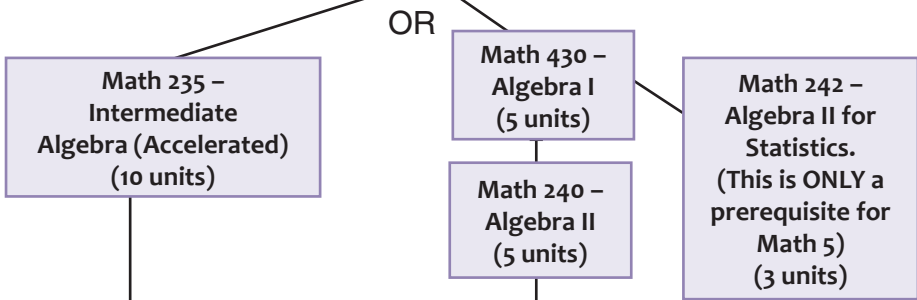 OR
Math 235 –
Intermediate
Algebra (Accelerated)
(10 units)
Math 430 –
Algebra I
(5 units)
Math 240 –
Algebra II
(5 units)
Math 242 –
Algebra II for
Statistics.
(This is ONLY a
prerequisite for
Math 5)
(3 units)